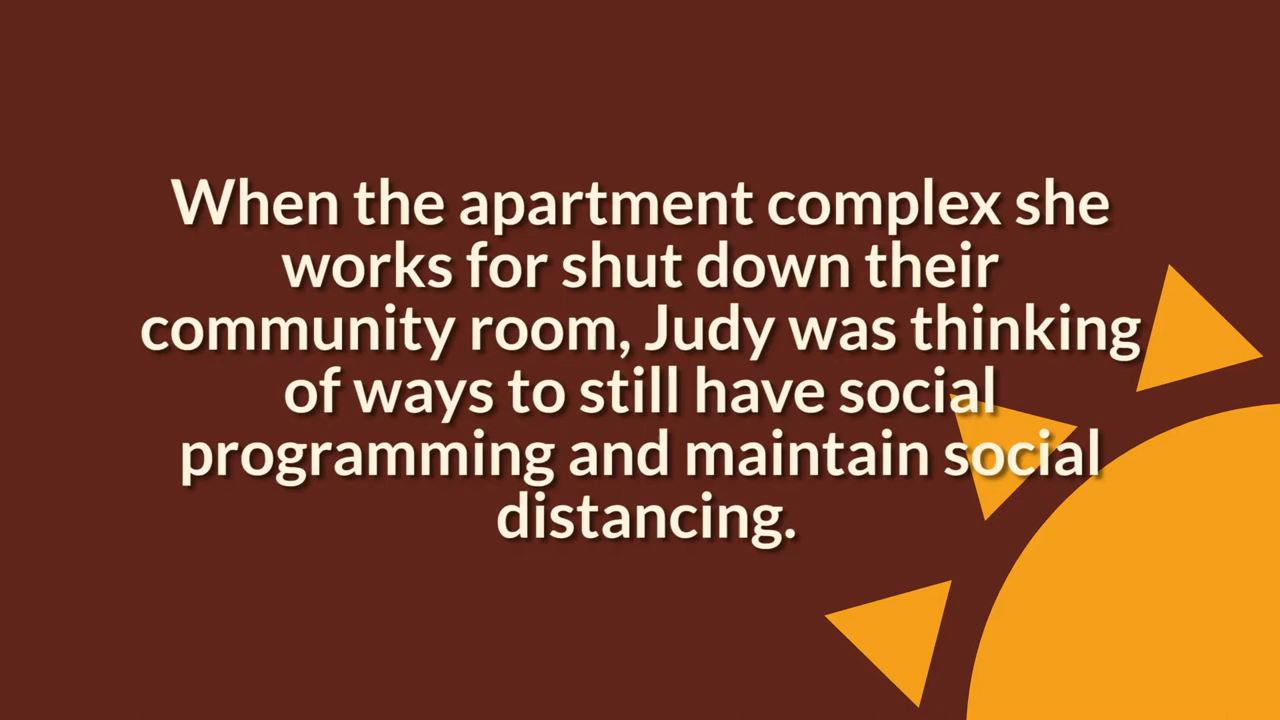 When the apartment complex she
works for shut down their
community room, Judy was thinking
of ways to still have social
programming and maintain social
distancing.